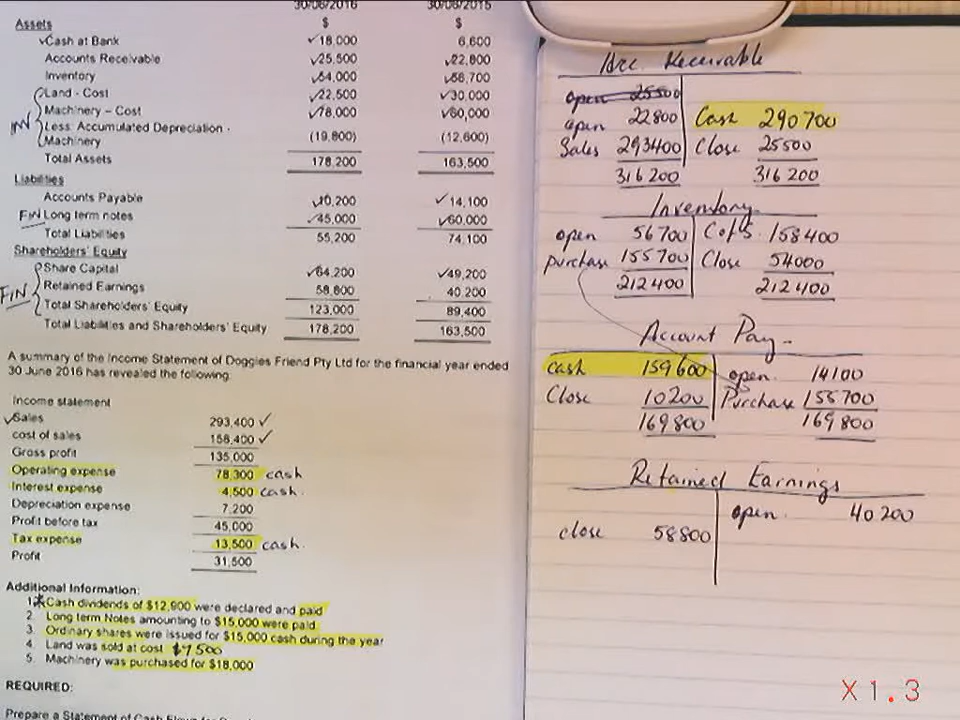 30/06/2016 30/06/2015
Assets $ $
✓Cash at Bank ✓18,000 6,600
Accounts Receivable ✓25,500 ✓22,800
Inventory ✓54,000 ✓56,700
Land - Cost ✓22,500 ✓30,000
Machinery – Cost ✓78,000 ✓60,000
INV Less: Accumulated Depreciation -
Machinery (19,800) (12,600)
Total Assets 178,200 163,500
Liabilities
Accounts Payable ✓10,200 ✓14,100
FIN Long term notes ✓45,000 ✓60,000
Total Liabilities 55,200 74,100
Shareholders' Equity
Share Capital ✓64,200 ✓49,200
FIN Retained Earnings 58,800 40,200
Total Shareholders' Equity 123,000 89,400
Total Liabilities and Shareholders' Equity 178,200 163,500
A summary of the Income Statement of Doggies Friend Pty Ltd for the financial year ended
30 June 2016 has revealed the following:
Income statement
✓Sales 293,400 ✓
cost of sales 158,400 ✓
Gross profit 135,000
Operating expense 78,300 cash
Interest expense 4,500 cash.
Depreciation expense 7,200
Profit before tax 45,000
Tax expense 13,500 cash.
Profit 31,500
Additional Information:
1. Cash dividends of $12,900 were declared and paid
2. Long term Notes amounting to $15,000 were paid.
3. Ordinary shares were issued for $15,000 cash during the year
4. Land was sold at cost $7500
5. Machinery was purchased for $18,000
REQUIRED:
Prepare a Statement of Cash Flows for
Acc Receivable
open 25500
open 22800 Cash 290700
Sales 293400 Close 25500
316200 316200
Inventory
open 56700 Cofs. 158400
purchase 155700 Close 54000
212400 212400
Account Pay-
Cash 159600 open. 14100
Close 10200 Purchase 155700
169800 169800
Retained Earnings
open. 40200
close 58800
X1.3